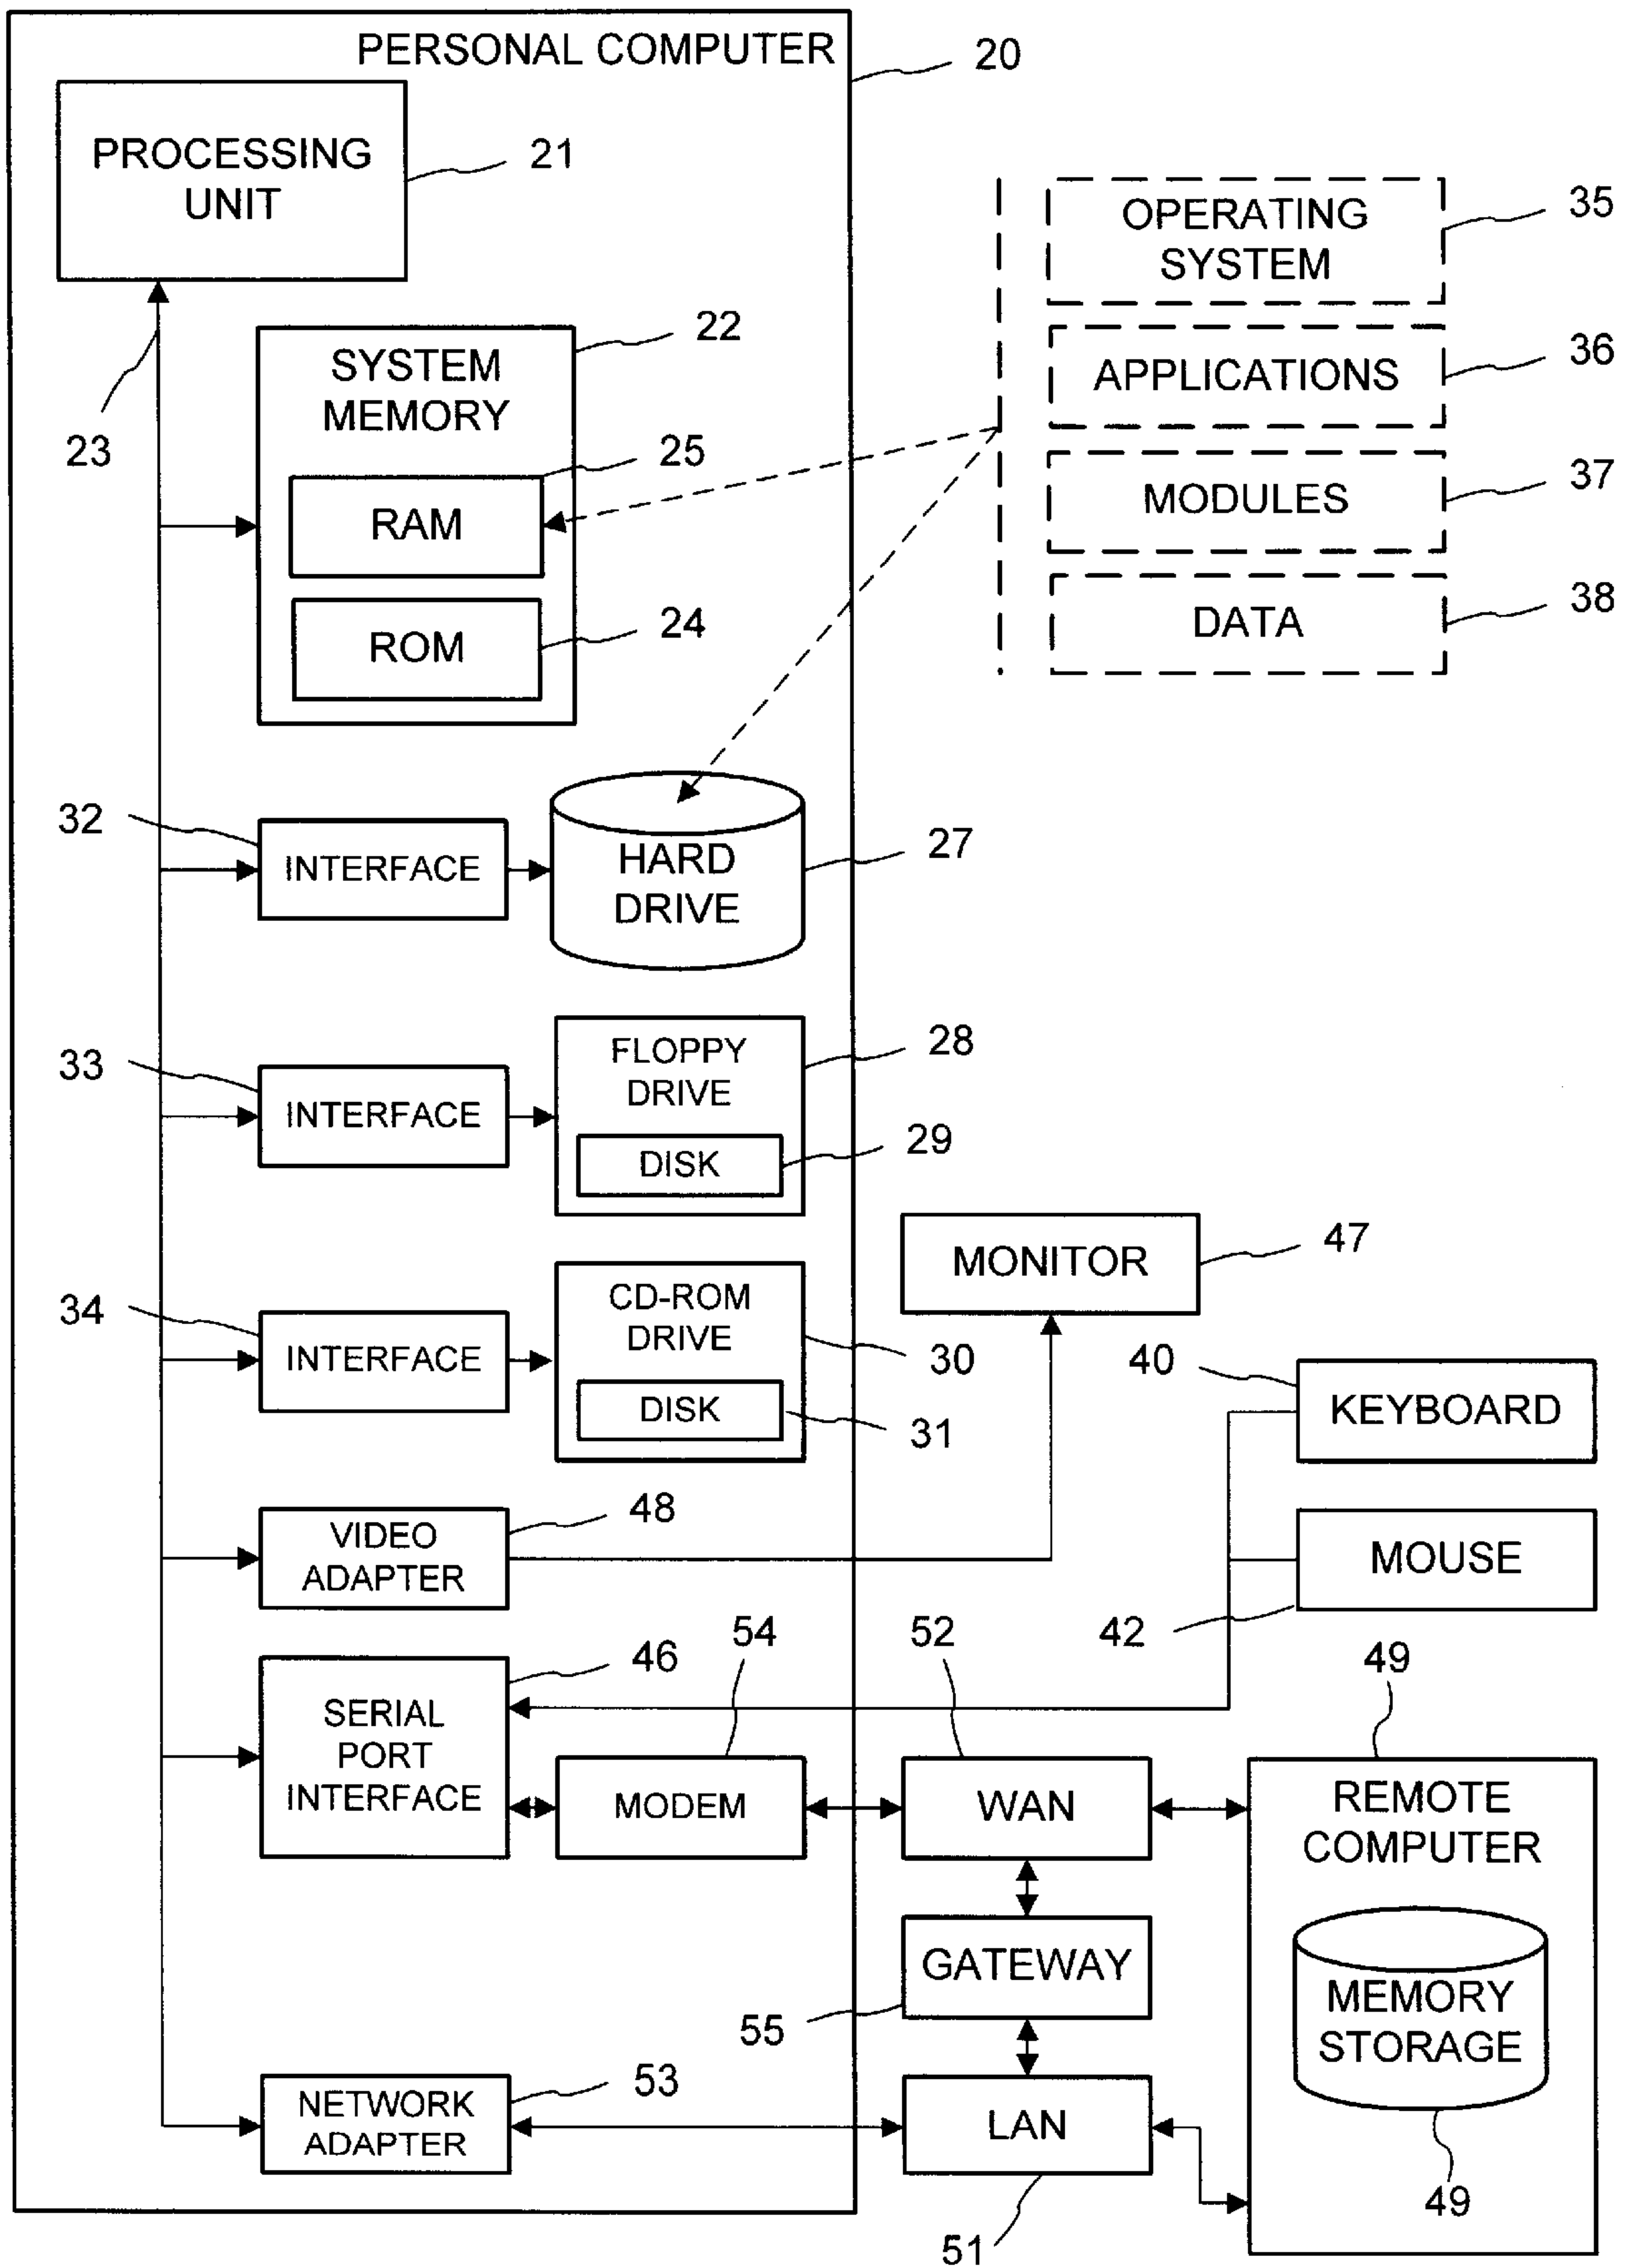 PERSONAL COMPUTER
20
PROCESSING
UNIT
21
OPERATING
SYSTEM
35
22
SYSTEM
MEMORY
APPLICATIONS
36
23
25
RAM
MODULES
37
24
ROM
DATA
38
32
INTERFACE
HARD
DRIVE
27
33
INTERFACE
FLOPPY
DRIVE
28
DISK
29
MONITOR
47
34
INTERFACE
CD-ROM
DRIVE
30
DISK
31
40
KEYBOARD
VIDEO
ADAPTER
48
MOUSE
42
46
54
52
49
SERIAL
PORT
INTERFACE
MODEM
WAN
REMOTE
COMPUTER
GATEWAY
55
MEMORY
STORAGE
49
NETWORK
ADAPTER
53
LAN
51